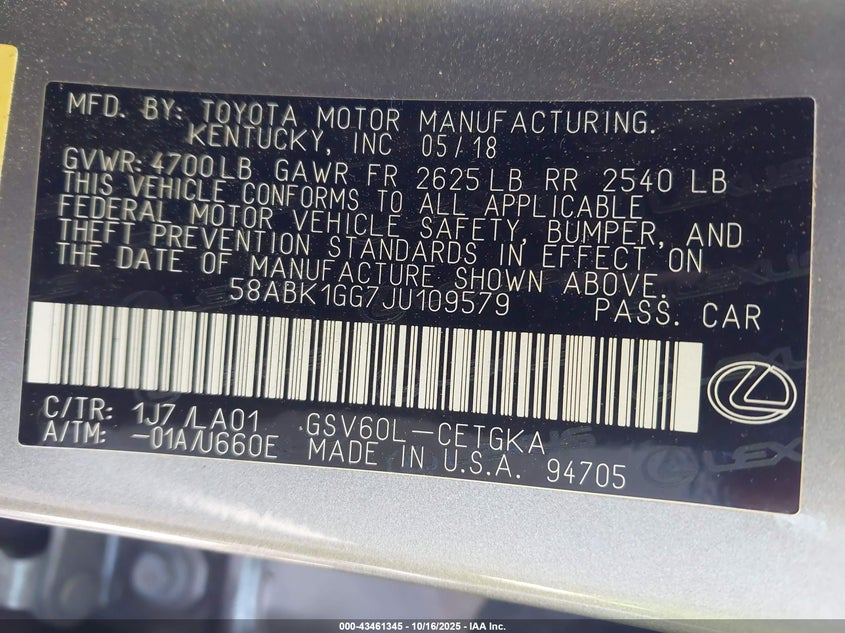 MFD. BY: TOYOTA MOTOR MANUFACTURING.
KENTUCKY, INC 05/18
GVWR: 4700LB GAWR FR 2625LB RR 2540 LB
THIS VEHICLE CONFORMS TO ALL APPLICABLE
FEDERAL MOTOR VEHICLE SAFETY, BUMPER, AND
THEFT PREVENTION STANDARDS IN EFFECT ON
THE DATE OF MANUFACTURE SHOWN ABOVE.
58ABK1GG7JU109579 PASS. CAR
C/TR: 1J7/LA01 GSV60L-CETGKA
A/TM: -01A/U660E MADE IN U.S.A. 94705
LEXUS
000-43461345 - 10/16/2025 - IAA Inc.